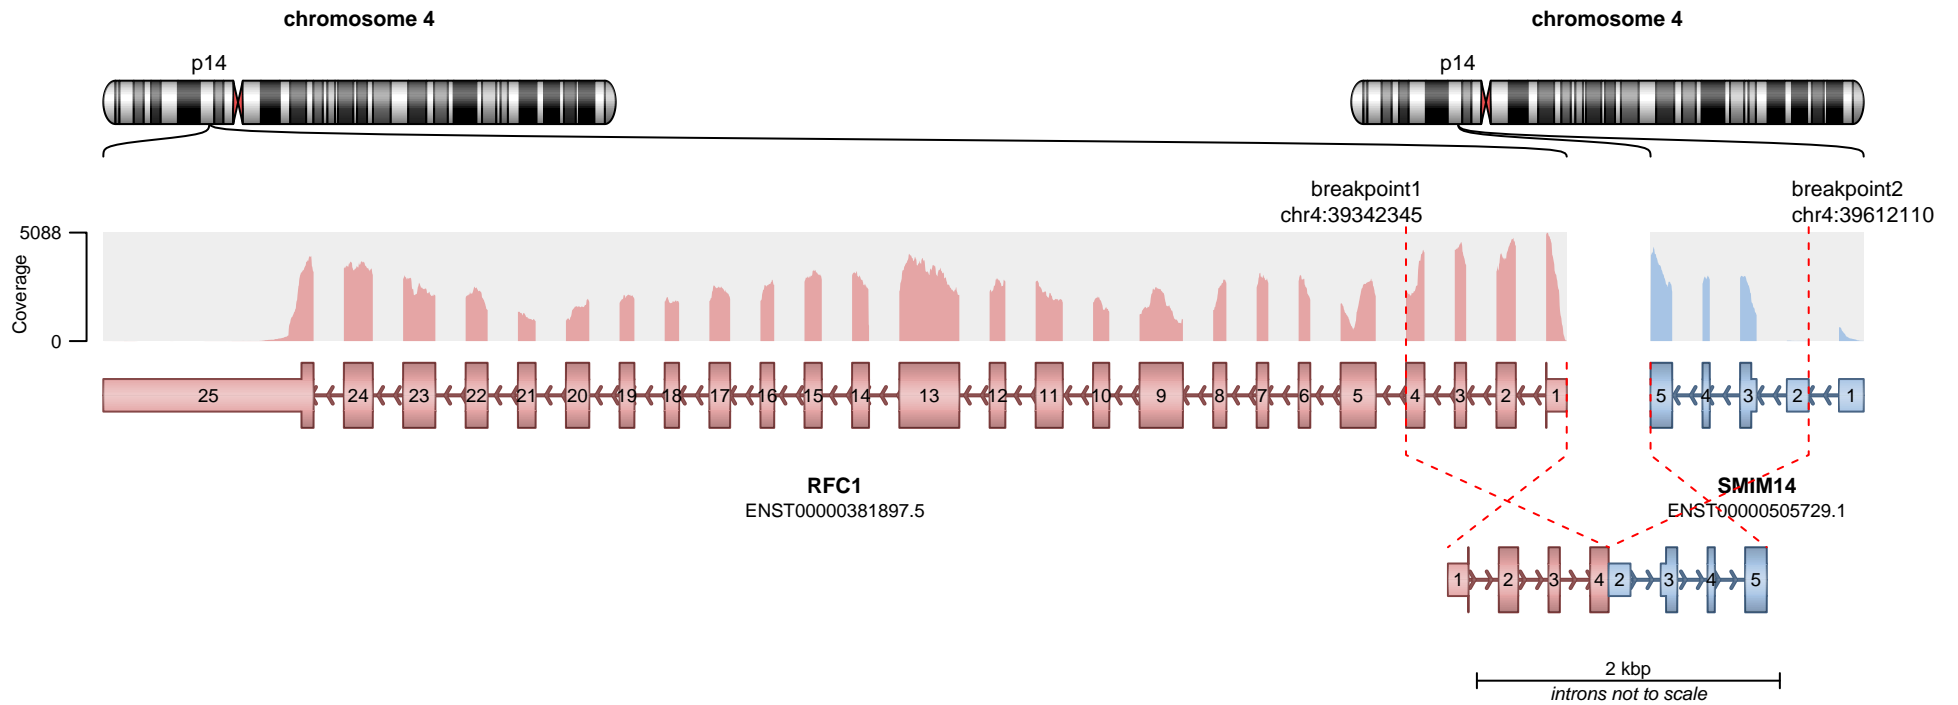 chromosome 4
chromosome 4
p14
p14
breakpoint1
chr4:39342345
breakpoint2
chr4:39612110
5088
Coverage
0
25 24 23 22 21 20 19 18 17 16 15 14 13 12 11 10 9 8 7 6 5 4 3 2 1
5 4 3 2 1
RFC1
ENST00000381897.5
SMIM14
ENST00000505729.1
1 2 3 4 2 3 4 5
2 kbp
introns not to scale